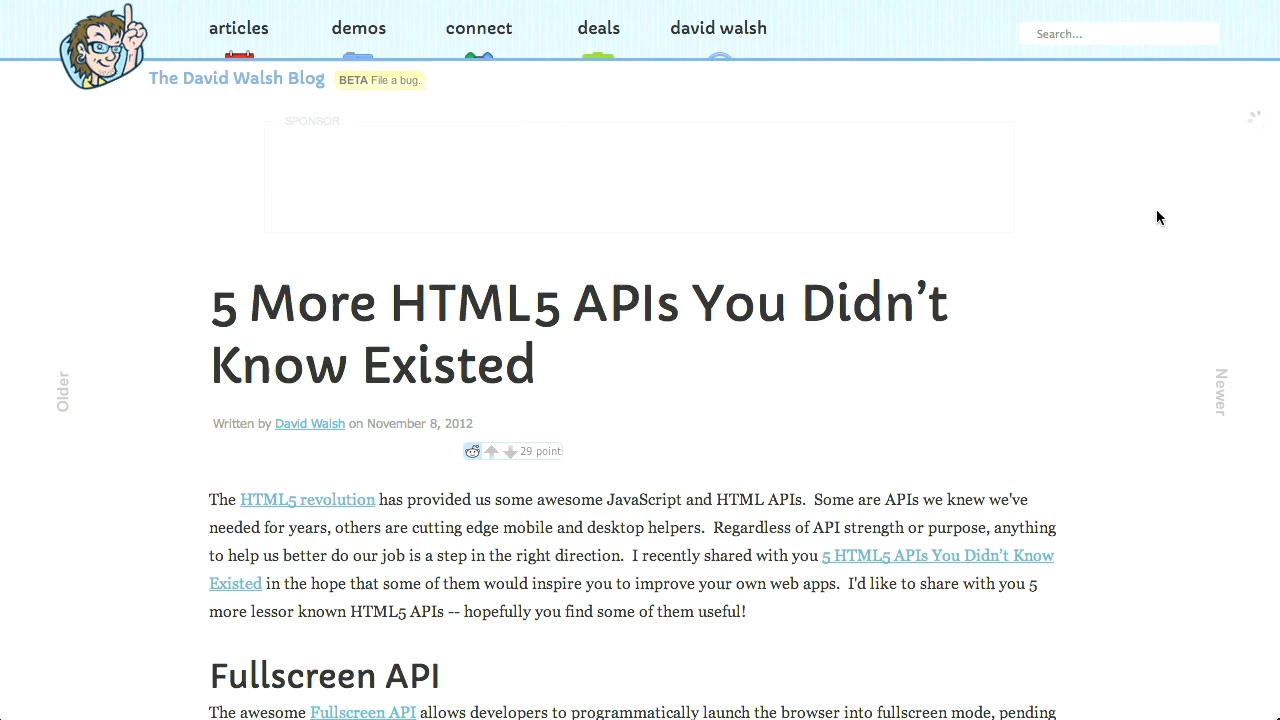 articles demos connect deals david walsh Search...
The David Walsh Blog BETA File a bug.
SPONSOR
5 More HTML5 APIs You Didn't
Know Existed
Older
Newer
Written by David Walsh on November 8, 2012
29 point
The HTML5 revolution has provided us some awesome JavaScript and HTML APIs. Some are APIs we knew we've
needed for years, others are cutting edge mobile and desktop helpers. Regardless of API strength or purpose, anything
to help us better do our job is a step in the right direction. I recently shared with you 5 HTML5 APIs You Didn't Know
Existed in the hope that some of them would inspire you to improve your own web apps. I'd like to share with you 5
more lessor known HTML5 APIs -- hopefully you find some of them useful!
Fullscreen API
The awesome Fullscreen API allows developers to programmatically launch the browser into fullscreen mode, pending